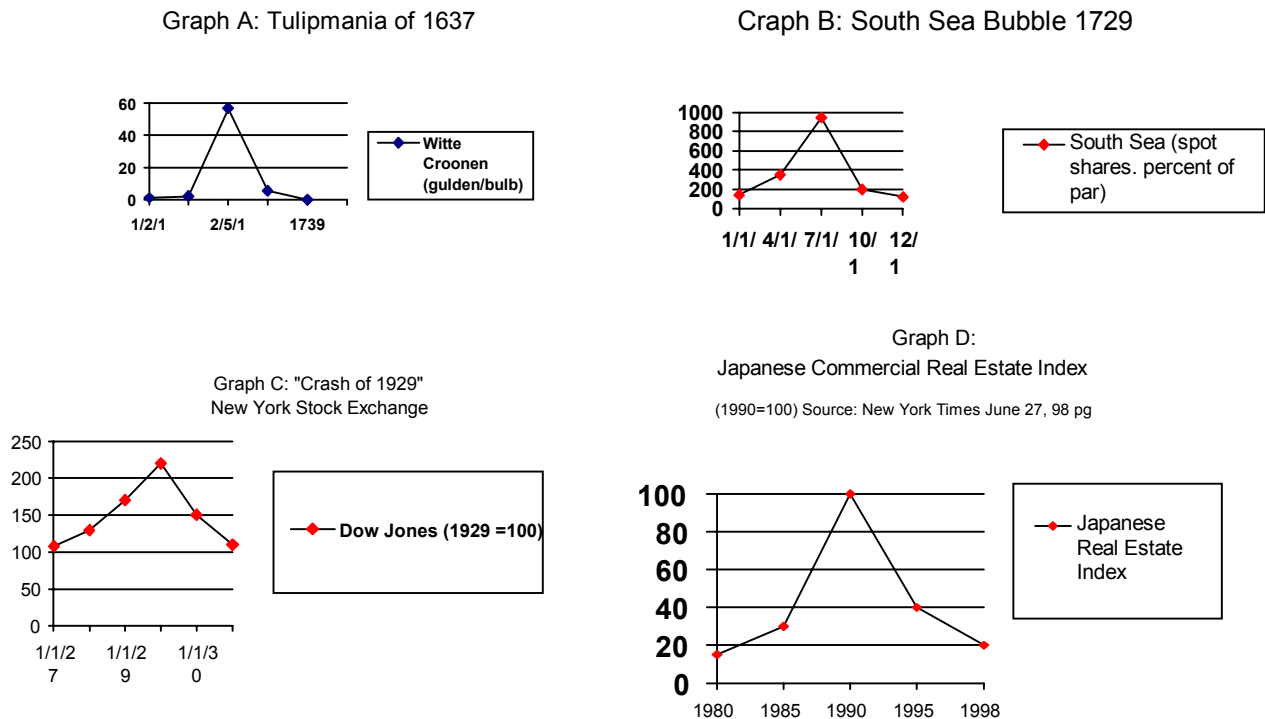 Graph A: Tulipmania of 1637
60
40
20
0
1/2/1
2/5/1
1739
Witte
Croonen
(gulden/bulb)
Craph B: South Sea Bubble 1729
1000
800
600
400
200
0
1/1/ 4/1/ 7/1/ 10/ 12/
1 1
South Sea (spot
shares. percent of
par)
Graph C: "Crash of 1929"
New York Stock Exchange
250
200
150
100
50
0
1/1/2 1/1/2 1/1/3
7 9 0
Dow Jones (1929 =100)
Graph D:
Japanese Commercial Real Estate Index
(1990=100) Source: New York Times June 27, 98 pg
100
80
60
40
20
0
1980 1985 1990 1995 1998
Japanese
Real Estate
Index